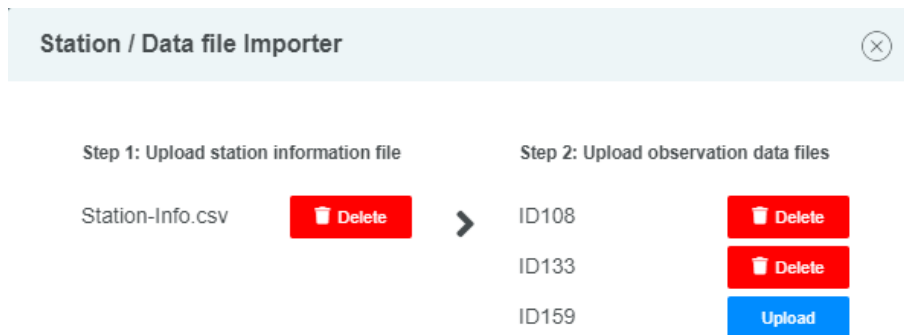 Station / Data file Importer
Step 1: Upload station information file
Station-Info.csv
Delete
Step 2: Upload observation data files
ID108
Delete
ID133
Delete
ID159
Upload